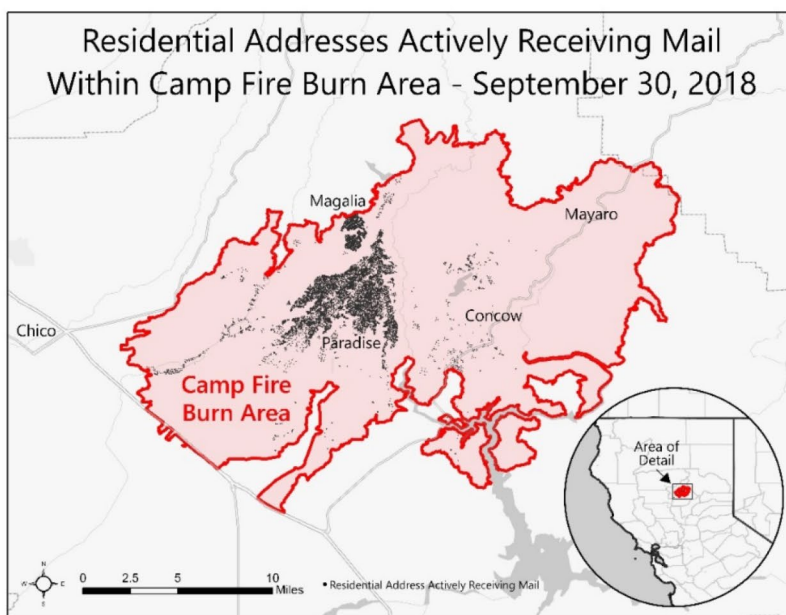 Residential Addresses Actively Receiving Mail
Within Camp Fire Burn Area - September 30, 2018
Magalia
Mayaro
Chico
Concow
Paradise
Camp Fire
Burn Area
Area of
Detail
N
W E
S
0 2.5 5 10
Miles
• Residential Address Actively Receiving Mail